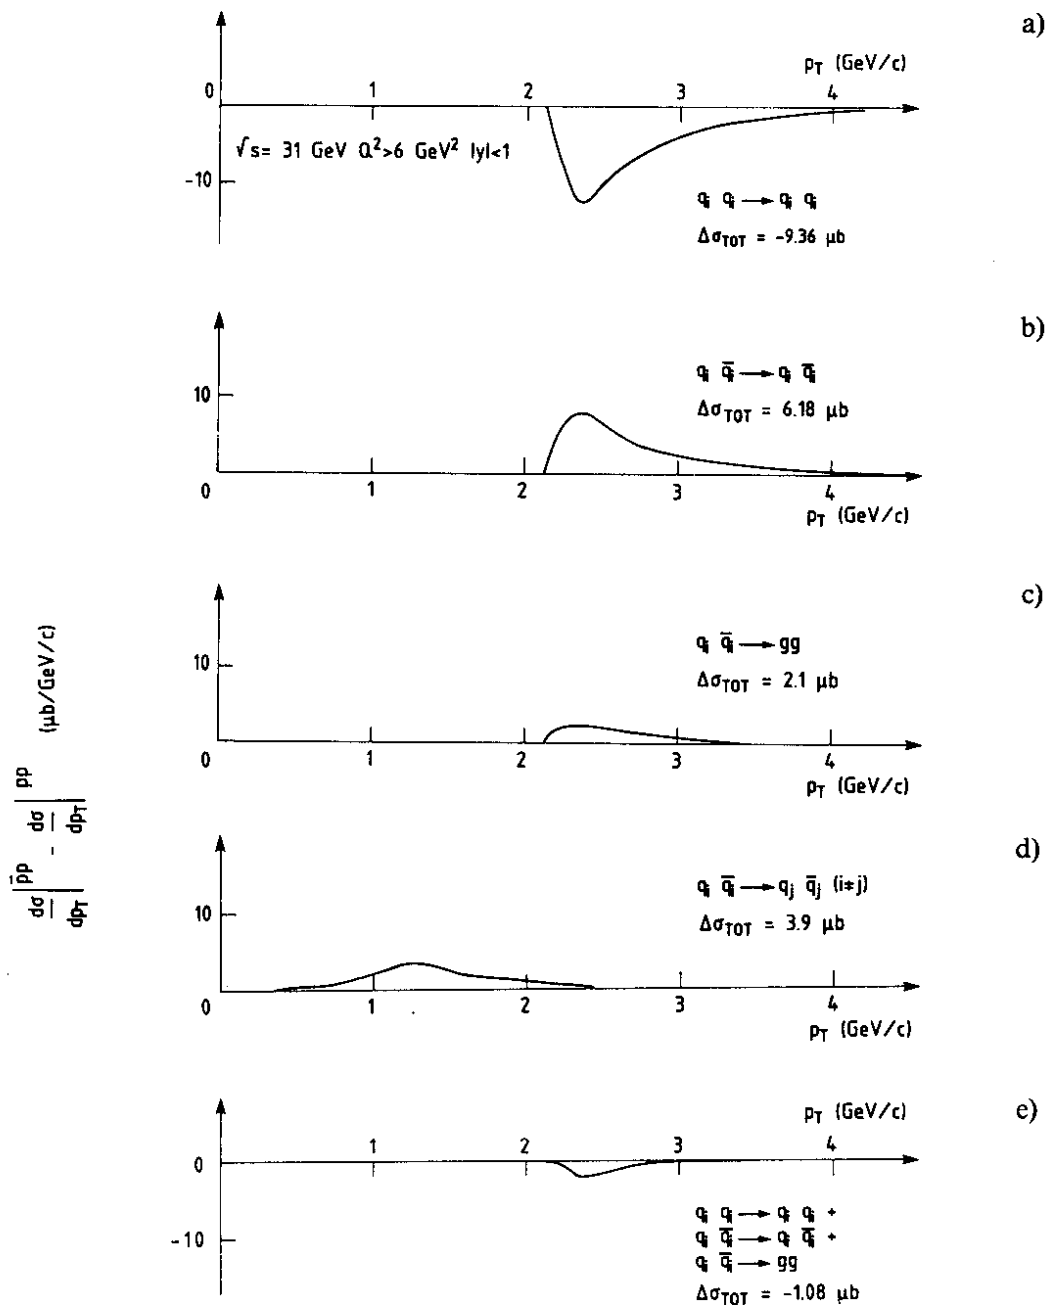 a)
p_T (GeV/c)
0 1 2 3 4
√s= 31 GeV Q²>6 GeV² |y|<1
-10
q_i q_i → q_i q_i
Δσ_TOT = -9.36 μb
b)
q_i q̄_i → q_i q̄_i
10
Δσ_TOT = 6.18 μb
0 1 2 3 4
p_T (GeV/c)
c)
q_i q̄_i → gg
10
Δσ_TOT = 2.1 μb
0 1 2 3 4
p_T (GeV/c)
dσ/dp_T |p̄p - dσ/dp_T |pp (μb/GeV/c)
d)
q_i q̄_i → q_j q̄_j (i≠j)
10
Δσ_TOT = 3.9 μb
0 1 2 3 4
p_T (GeV/c)
e)
p_T (GeV/c)
1 2 3 4
0
q_i q_i → q_i q_i +
-10
q_i q̄_i → q_i q̄_i +
q_i q̄_i → gg
Δσ_TOT = -1.08 μb